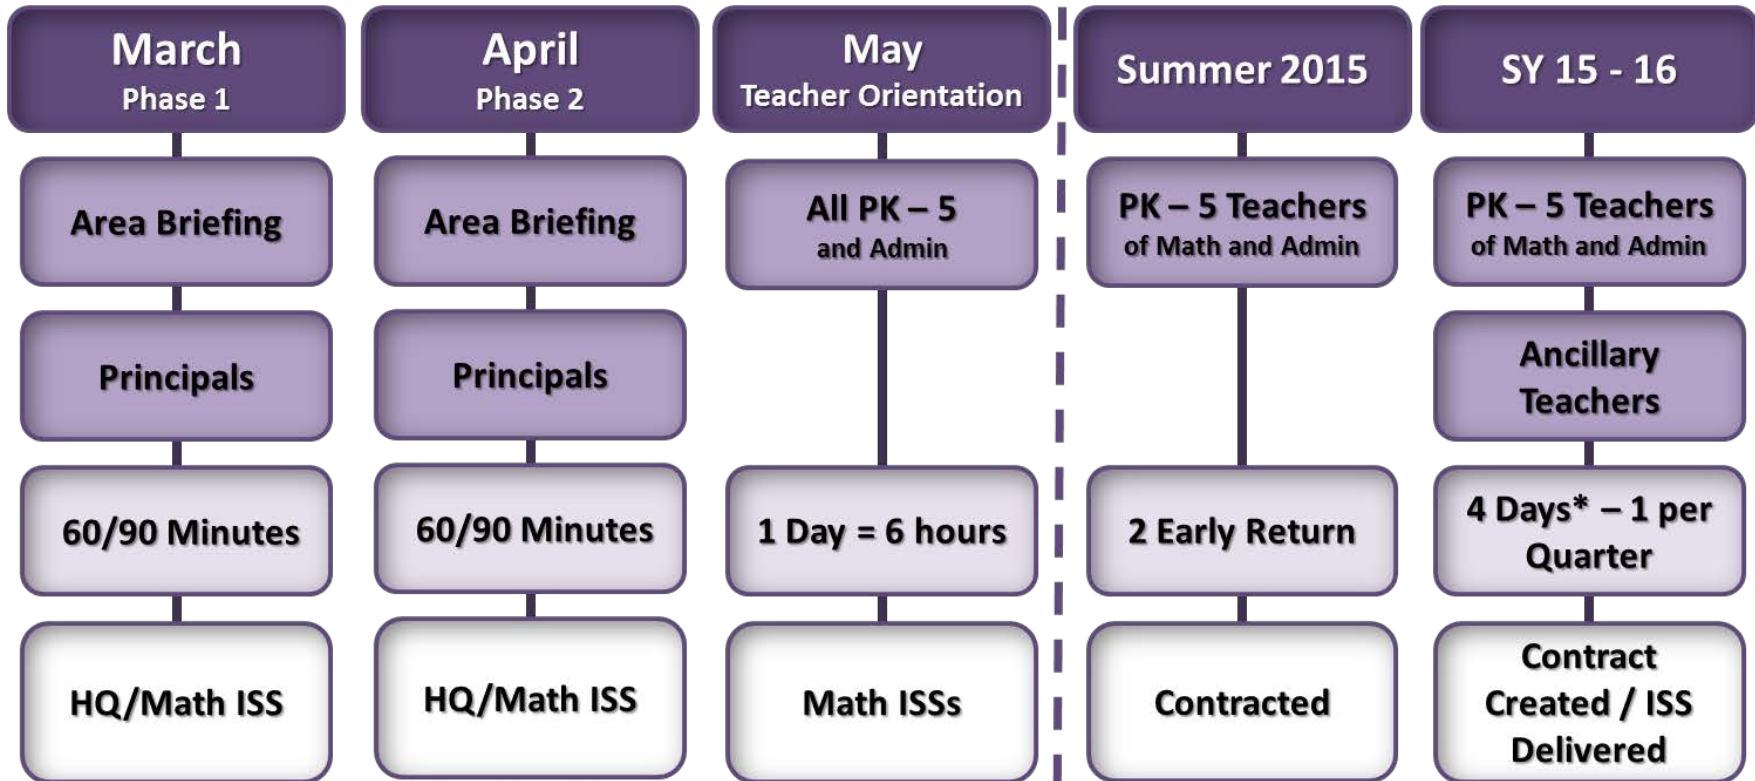 March
Phase 1
Area Briefing
Principals
60/90 Minutes
HQ/Math ISS
April
Phase 2
Area Briefing
Principals
60/90 Minutes
HQ/Math ISS
May
Teacher Orientation
All PK – 5
and Admin
1 Day = 6 hours
Math ISSs
Summer 2015
PK – 5 Teachers
of Math and Admin
2 Early Return
Contracted
SY 15 - 16
PK – 5 Teachers
of Math and Admin
Ancillary
Teachers
4 Days* – 1 per
Quarter
Contract
Created / ISS
Delivered